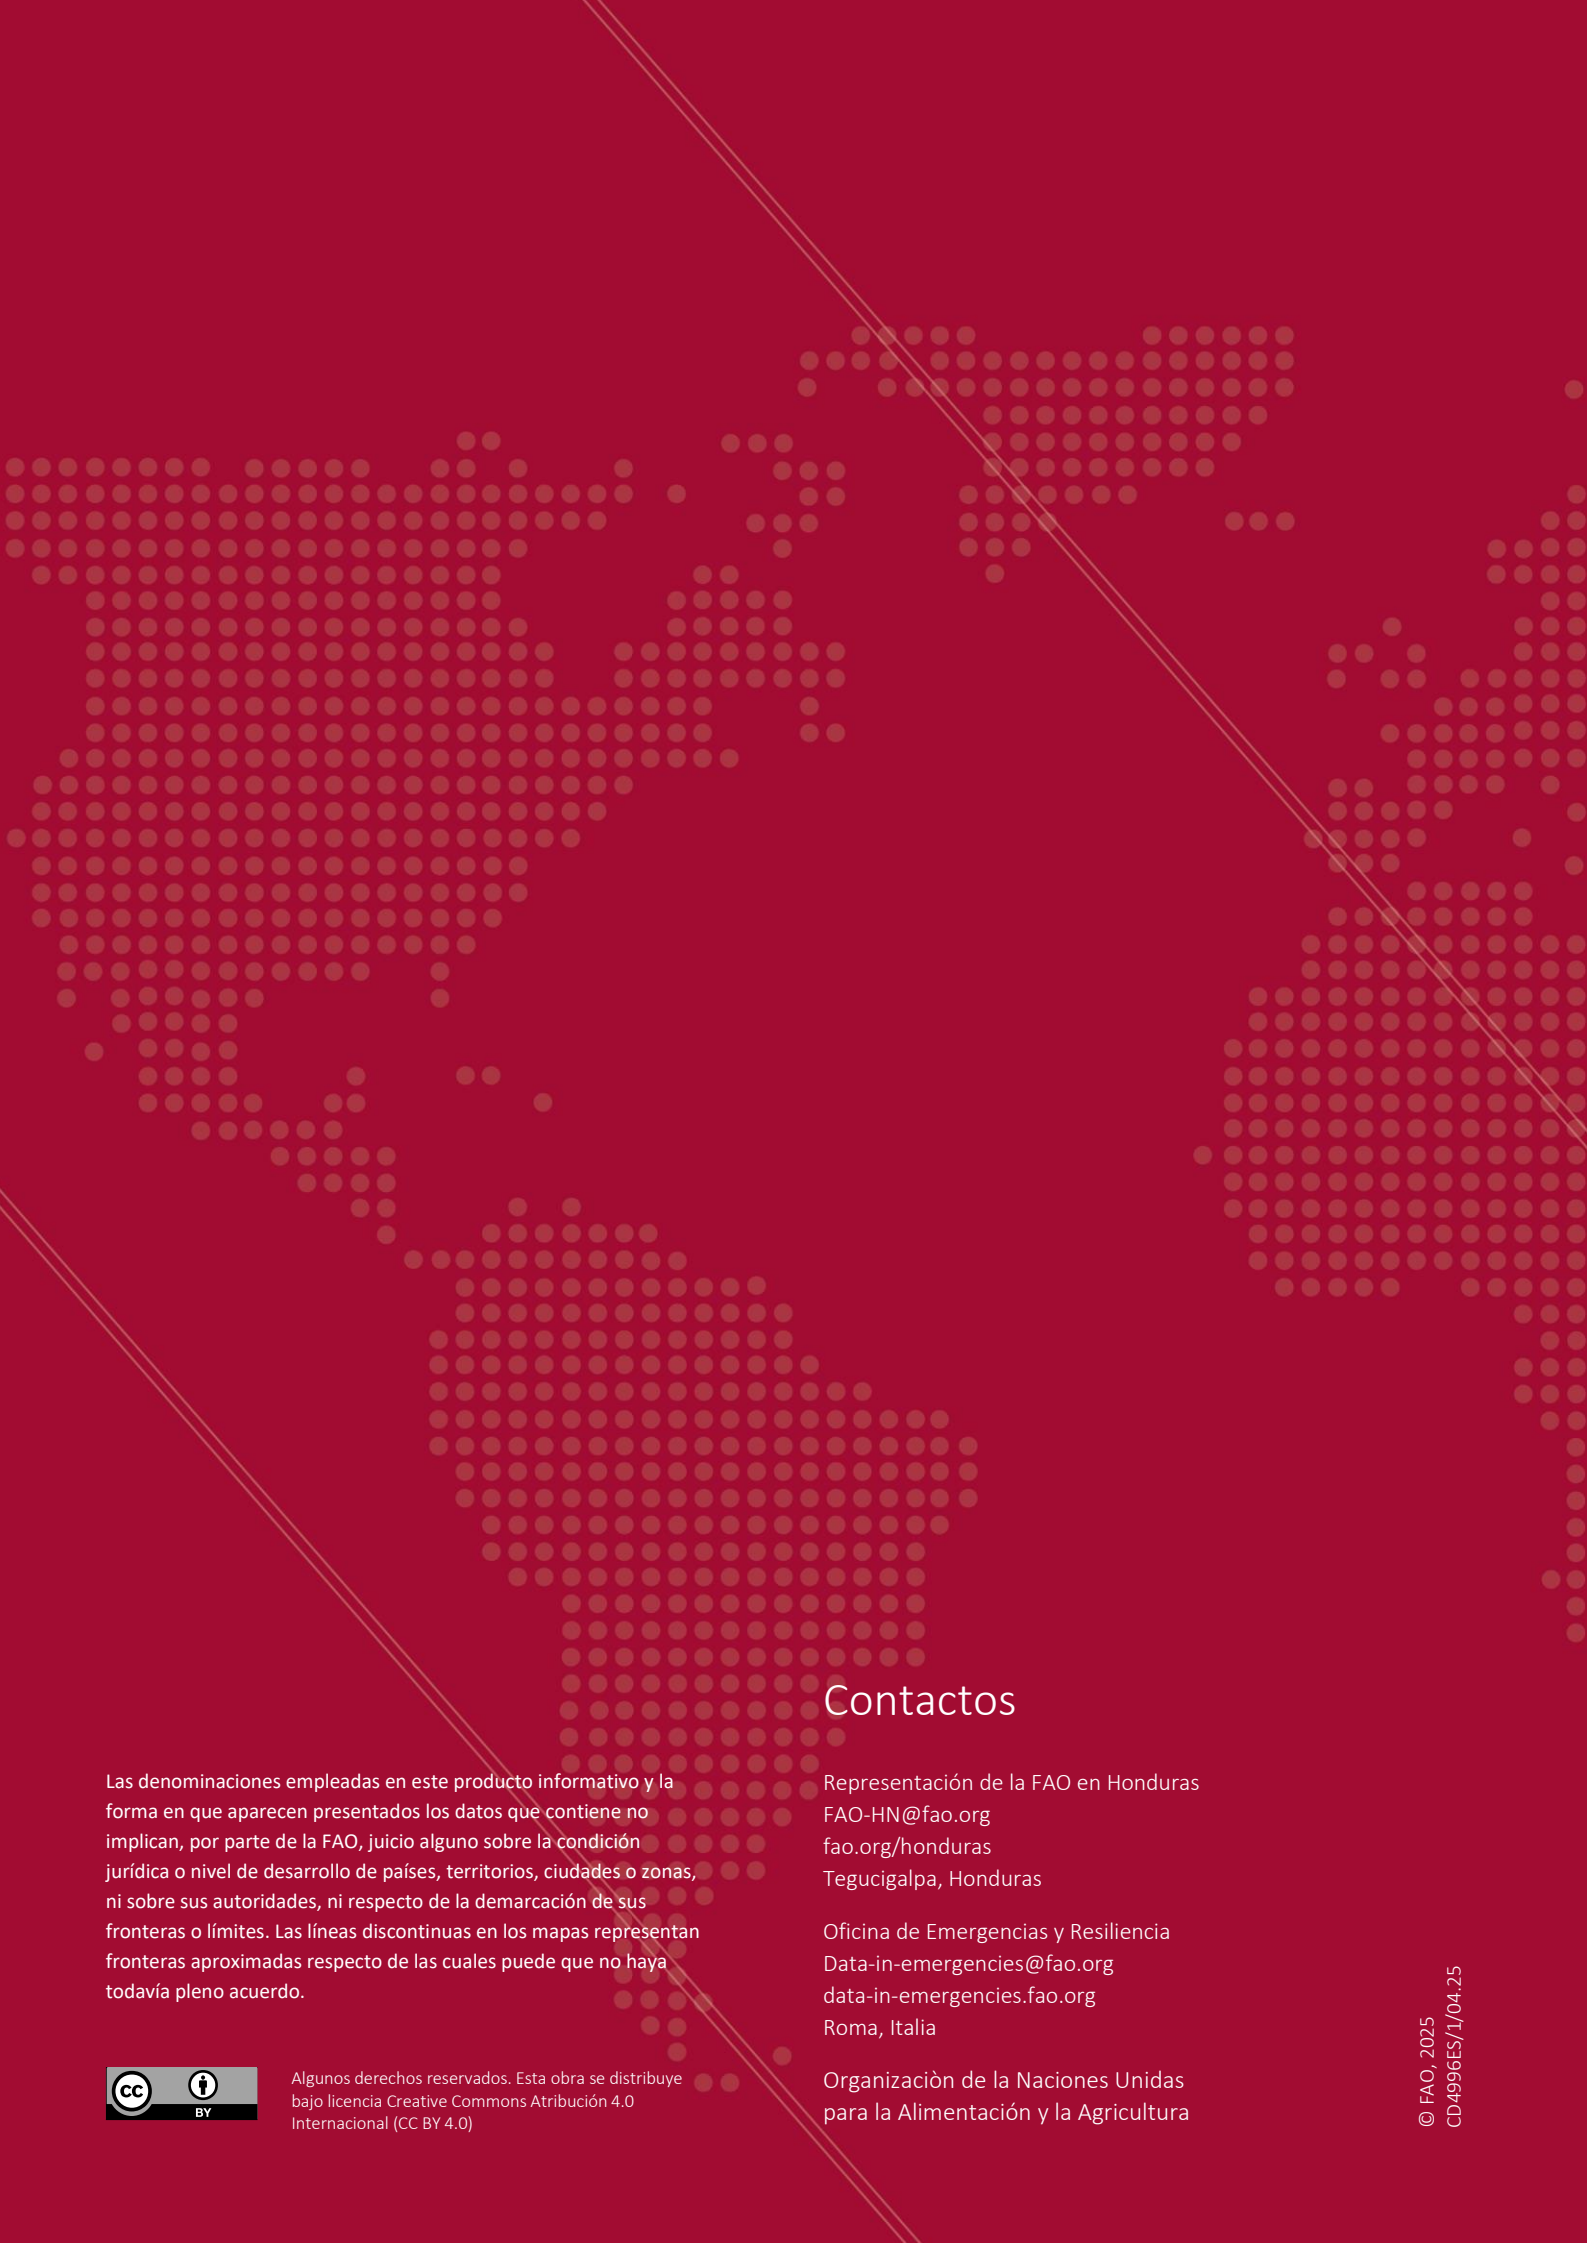 Las denominaciones empleadas en este producto informativo y la
forma en que aparecen presentados los datos que contiene no
implican, por parte de la FAO, juicio alguno sobre la condición
jurídica o nivel de desarrollo de países, territorios, ciudades o zonas,
ni sobre sus autoridades, ni respecto de la demarcación de sus
fronteras o límites. Las líneas discontinuas en los mapas representan
fronteras aproximadas respecto de las cuales puede que no haya
todavía pleno acuerdo.
cc
BY
Algunos derechos reservados. Esta obra se distribuye
bajo licencia Creative Commons Atribución 4.0
Internacional (CC BY 4.0)
Contactos
Representación de la FAO en Honduras
FAO-HN@fao.org
fao.org/honduras
Tegucigalpa, Honduras
Oficina de Emergencias y Resiliencia
Data-in-emergencies@fao.org
data-in-emergencies.fao.org
Roma, Italia
Organizaciòn de la Naciones Unidas
para la Alimentación y la Agricultura
© FAO, 2025
CD4996ES/1/04.25